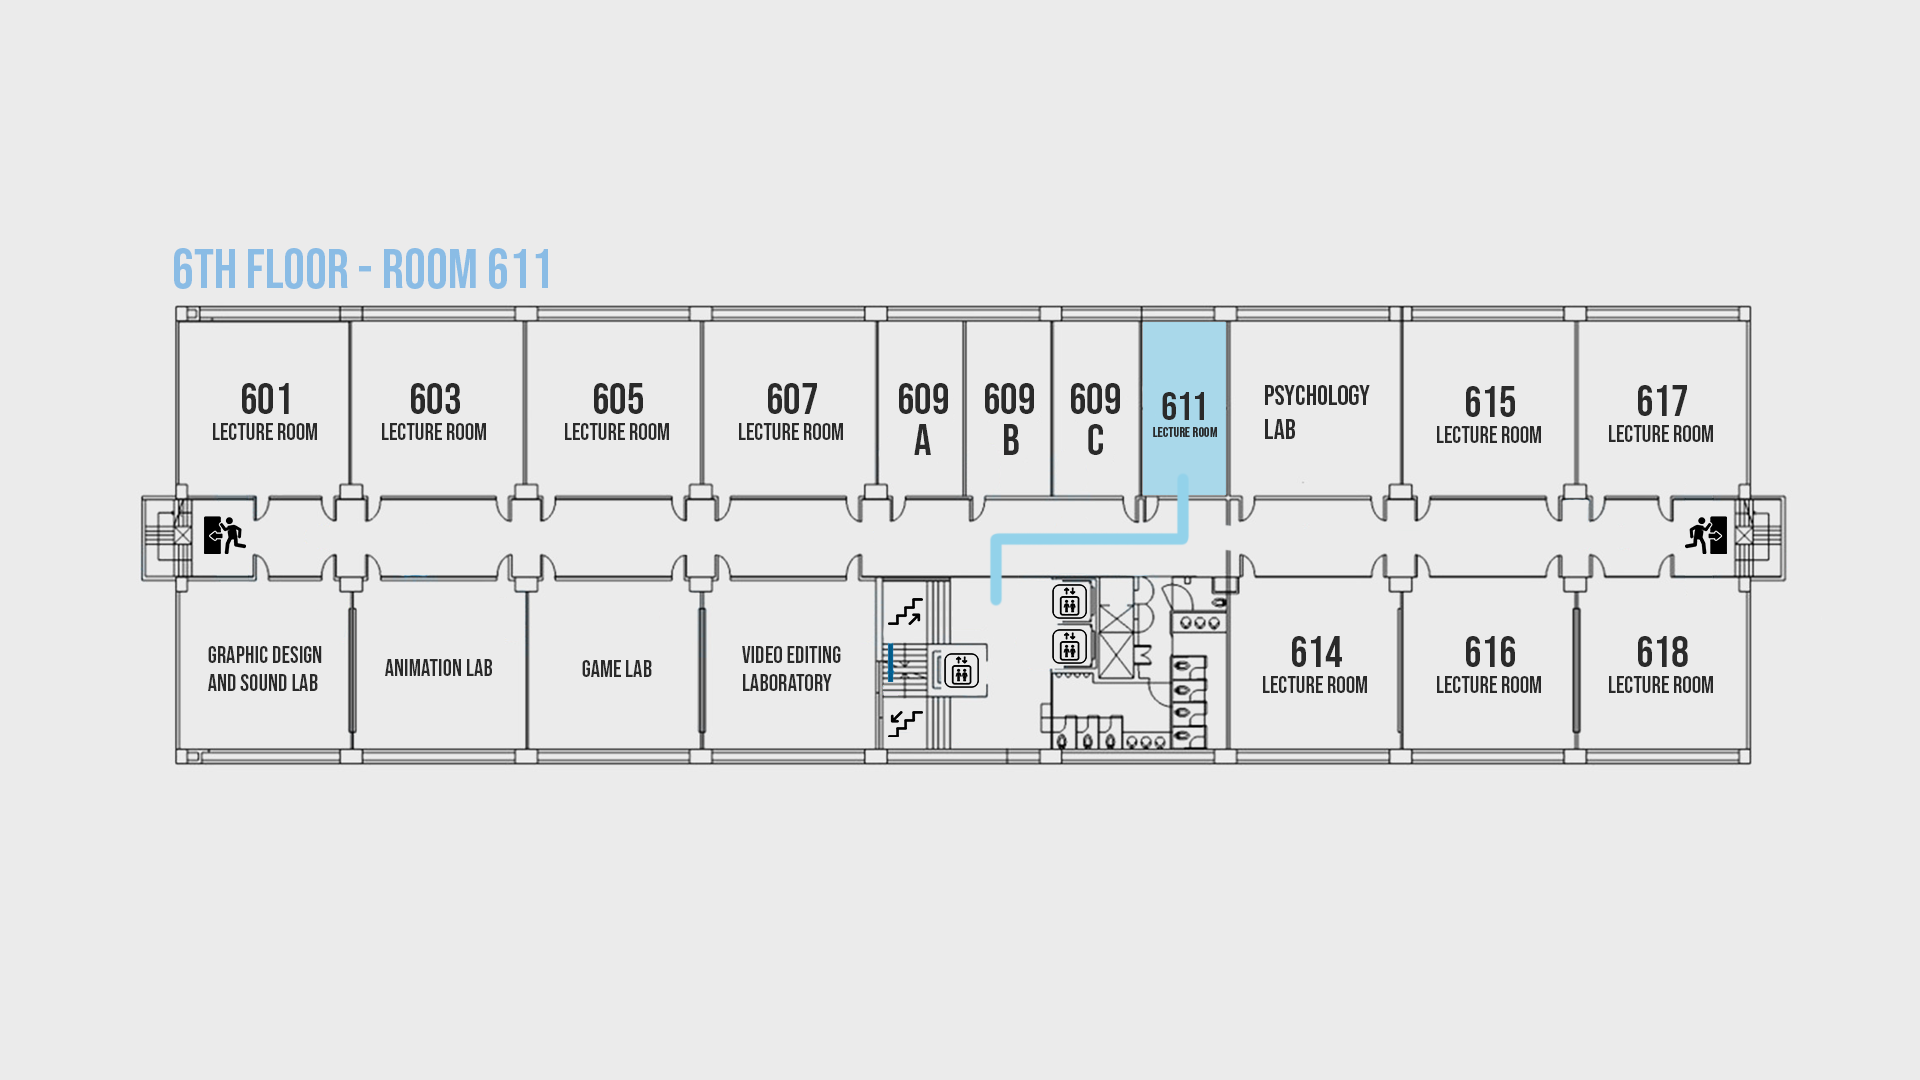 6TH FLOOR - ROOM 611
601
LECTURE ROOM
603
LECTURE ROOM
605
LECTURE ROOM
607
LECTURE ROOM
609
A
609
B
609
C
611
LECTURE ROOM
PSYCHOLOGY
LAB
615
LECTURE ROOM
617
LECTURE ROOM
GRAPHIC DESIGN
AND SOUND LAB
ANIMATION LAB
GAME LAB
VIDEO EDITING
LABORATORY
614
LECTURE ROOM
616
LECTURE ROOM
618
LECTURE ROOM